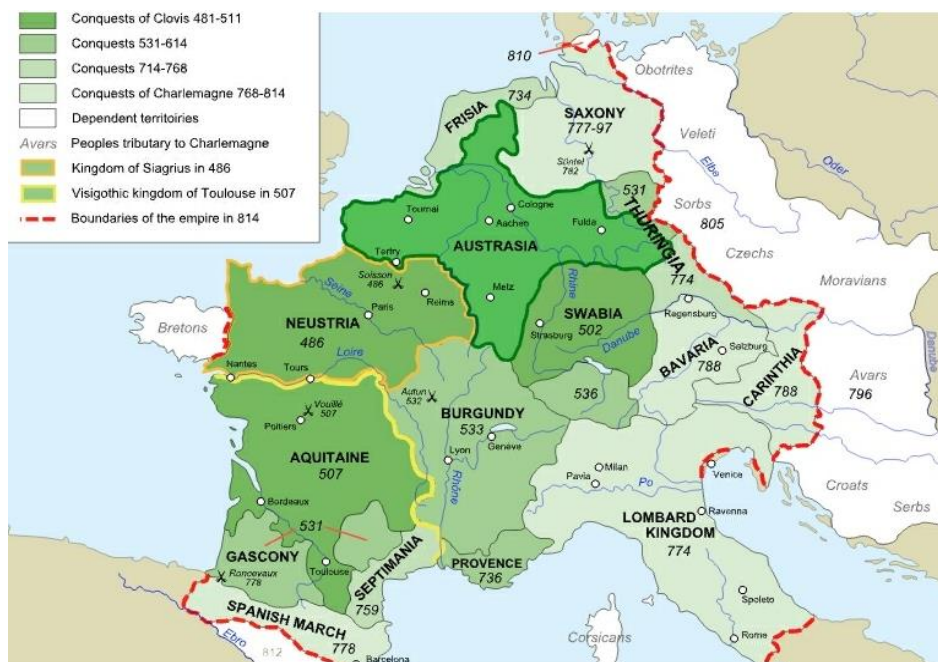 Conquests of Clovis 481-511
Conquests 531-614
Conquests 714-768
Conquests of Charlemagne 768-814
Dependent territoiries
Avars Peoples tributary to Charlemagne
Kingdom of Siagrius in 486
Visigothic kingdom of Toulouse in 507
Boundaries of the empire in 814
810
Obotrites
FRISIA
734
SAXONY
777-97
Veleti
Süntel
782
Elbe
Oder
531
Sorbs
805
Tournai
Cologne
Aachen
Fulda
THURINGIA
AUSTRASIA
Czechs
Tertry
Soisson
486
Moravians
774
Seine
Reims
Metz
Rhine
Paris
SWABIA
502
Regensburg
Bretons
NEUSTRIA
486
Strasburg
Danube
Salzburg
BAVARIA
788
CARINTHIA
788
Danube
Loire
Nantes
Tours
Autun
532
536
Avars
796
Vouillé
507
Poitiers
BURGUNDY
533
Genève
Lyon
AQUITAINE
507
Milan
Pavia
Po
Venice
Croats
Rhône
Bordeaux
Ravenna
Serbs
531
LOMBARD
KINGDOM
774
GASCONY
Toulouse
SEPTIMANIA
759
PROVENCE
736
Roncevaux
778
SPANISH MARCH
778
Spoleto
Corsicans
Rome
Ebro
812
Barcelona